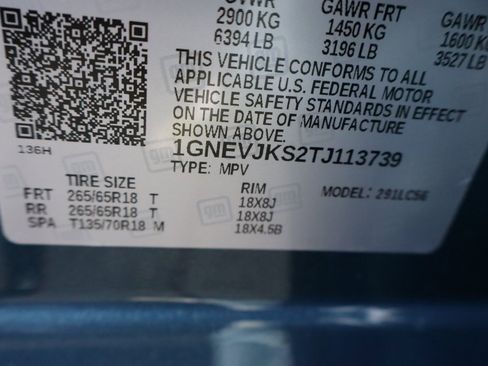 GVWR GAWR FRT GAWR
2900 KG 1450 KG 1600 K
6394 LB 3196 LB 3527 LB
THIS VEHICLE CONFORMS TO ALL
APPLICABLE U.S. FEDERAL MOTOR
VEHICLE SAFETY STANDARDS IN EFFECT
ON THE DATE OF MANUFACTURE
SHOWN ABOVE.
136H
1GNEVJKS2TJ113739
TYPE: MPV
TIRE SIZE RIM MODEL: 291LC56
FRT 265/65R18 T 18X8J
RR 265/65R18 T 18X8J
SPA T135/70R18 M 18X4.5B
gm